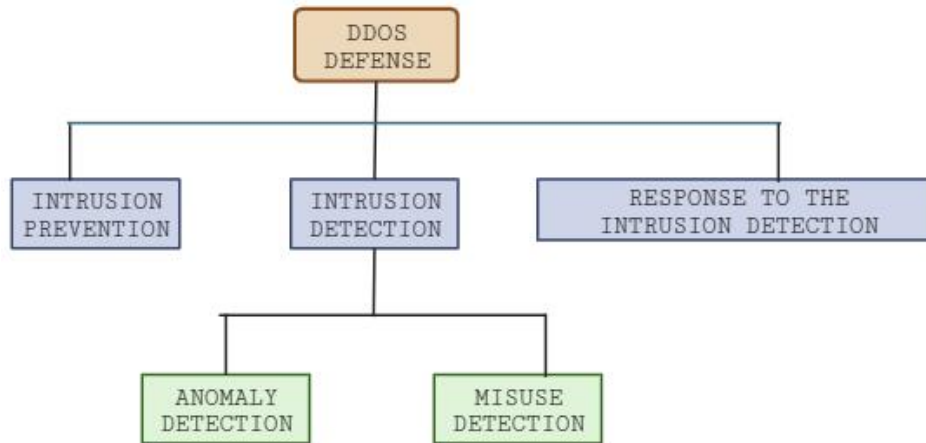 DDOS
DEFENSE
INTRUSION
PREVENTION
INTRUSION
DETECTION
RESPONSE TO THE
INTRUSION DETECTION
ANOMALY
DETECTION
MISUSE
DETECTION